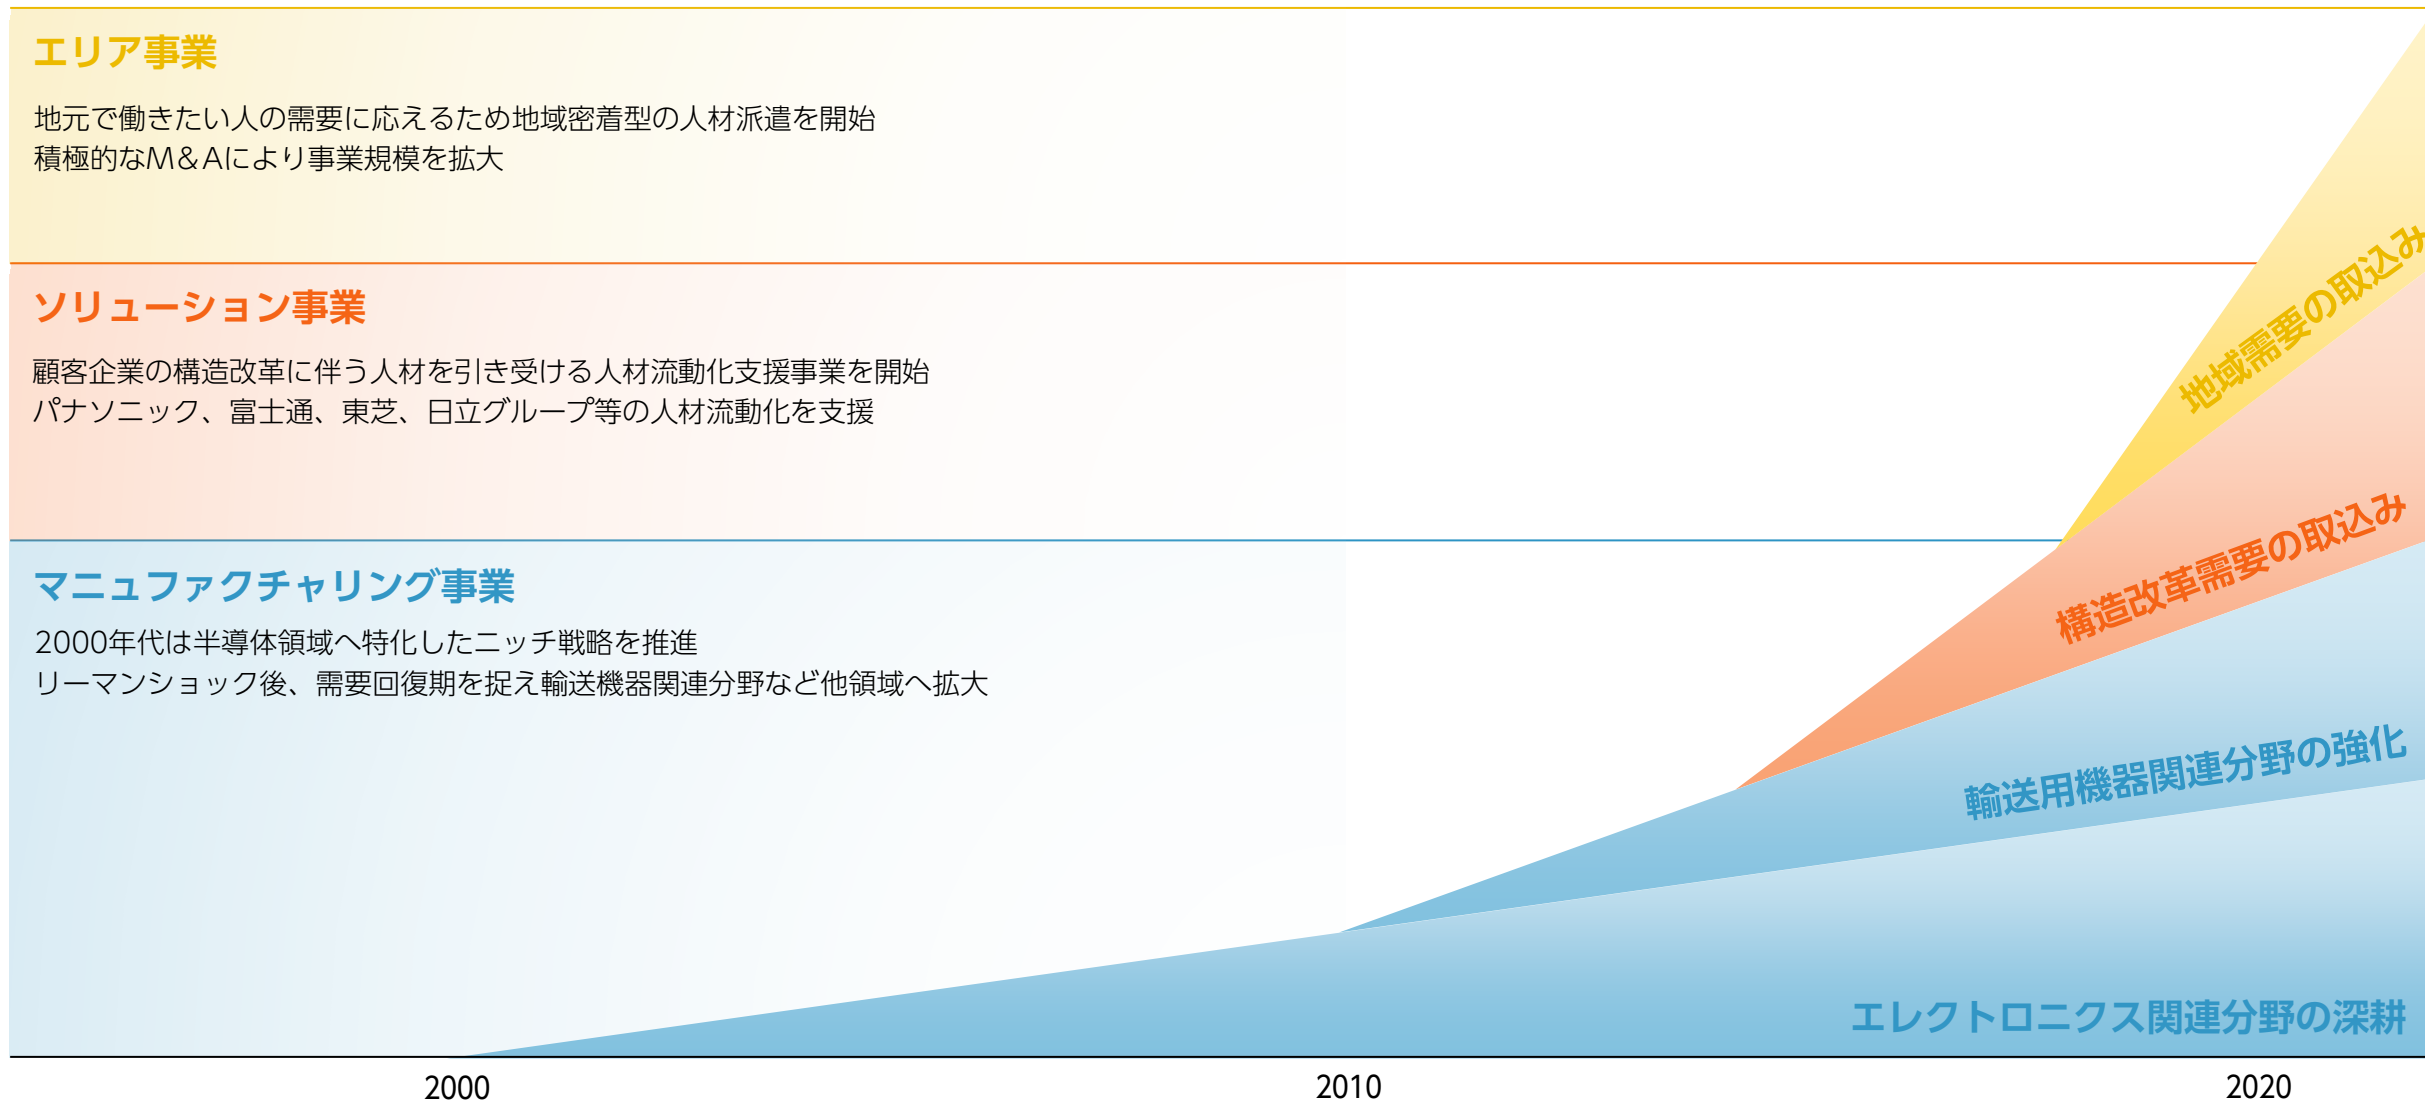 エリア事業
地元で働きたい人の需要に応えるため地域密着型の人材派遣を開始
積極的なM＆Aにより事業規模を拡大
ソリューション事業
顧客企業の構造改革に伴う人材を引き受ける人材流動化支援事業を開始
パナソニック、富士通、東芝、日立グループ等の人材流動化を支援
マニュファクチャリング事業
2000年代は半導体領域へ特化したニッチ戦略を推進
リーマンショック後、需要回復期を捉え輸送機器関連分野など他領域へ拡大
地域需要の取込み
構造改革需要の取込み
輸送用機器関連分野の強化
エレクトロニクス関連分野の深耕
2000
2010
2020